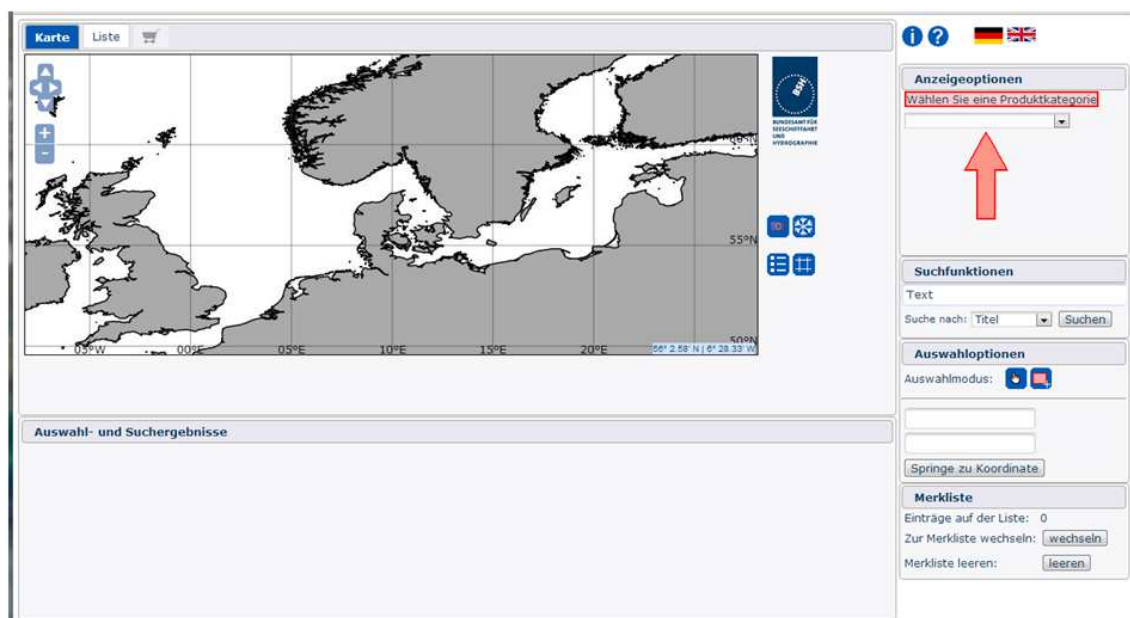 Karte Liste
BSH
BUNDESAMT FÜR
SEESCHIFFFAHRT
UND
HYDROGRAPHIE
55°N
50°N
05°W 00°E 05°E 10°E 15°E 20°E
56° 2.58' N | 6° 28.33' W
Auswahl- und Suchergebnisse
i ?
Anzeigeoptionen
Wählen Sie eine Produktkategorie
Suchfunktionen
Text
Suche nach: Titel Suchen
Auswahloptionen
Auswahlmodus:
Springe zu Koordinate
Merkliste
Einträge auf der Liste: 0
Zur Merkliste wechseln: wechseln
Merkliste leeren: leeren